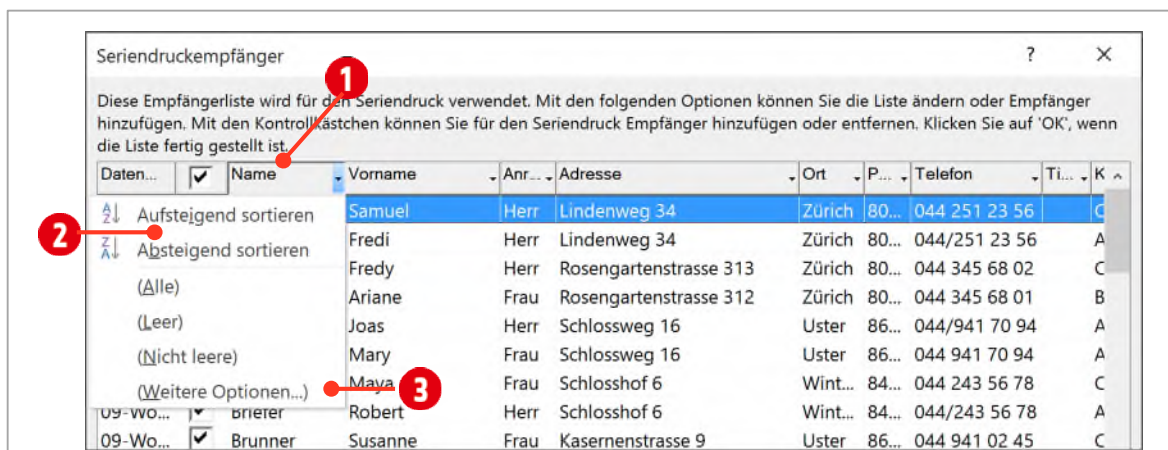 Seriendruckempfänger ? ×
1
Diese Empfängerliste wird für den Seriendruck verwendet. Mit den folgenden Optionen können Sie die Liste ändern oder Empfänger
hinzufügen. Mit den Kontrollkästchen können Sie für den Seriendruck Empfänger hinzufügen oder entfernen. Klicken Sie auf 'OK', wenn
die Liste fertig gestellt ist.
Daten... Name Vorname Anr... Adresse Ort P... Telefon Ti... K
Aufsteigend sortieren Samuel Herr Lindenweg 34 Zürich 80... 044 251 23 56 C
2
Absteigend sortieren Fredi Herr Lindenweg 34 Zürich 80... 044/251 23 56 A
Fredy Herr Rosengartenstrasse 313 Zürich 80... 044 345 68 02 C
(Alle) Ariane Frau Rosengartenstrasse 312 Zürich 80... 044 345 68 01 B
(Leer) Joas Herr Schlossweg 16 Uster 86... 044/941 70 94 A
(Nicht leere) Mary Frau Schlossweg 16 Uster 86... 044 941 70 94 A
(Weitere Optionen...) 3 Maya Frau Schlosshof 6 Wint... 84... 044 243 56 78 C
09-Wo... Briefer Robert Herr Schlosshof 6 Wint... 84... 044/243 56 78 A
09-Wo... Brunner Susanne Frau Kasernenstrasse 9 Uster 86... 044 941 02 45 C